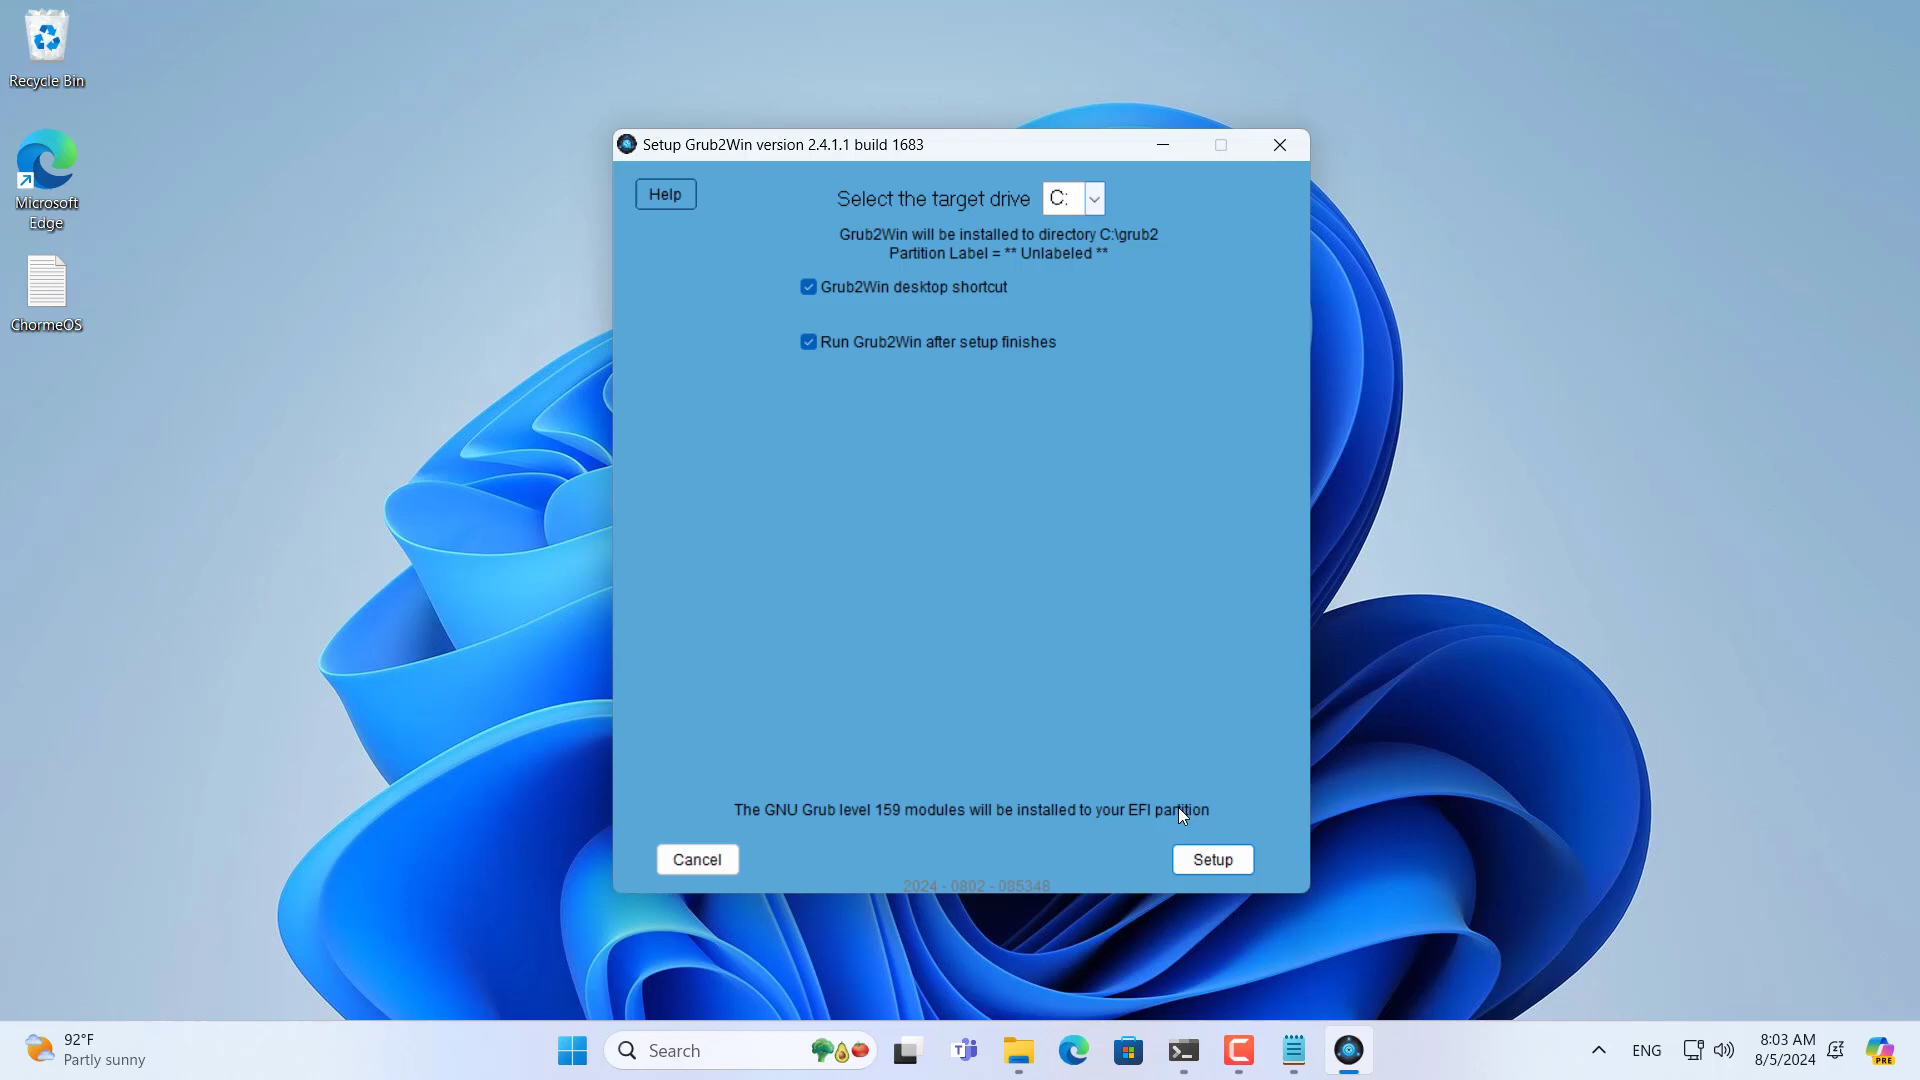 Recycle Bin
Microsoft
Edge
ChormeOS
Setup Grub2Win version 2.4.1.1 build 1683
Help
Select the target drive C:
Grub2Win will be installed to directory C:\grub2
Partition Label = ** Unlabeled **
Grub2Win desktop shortcut
Run Grub2Win after setup finishes
The GNU Grub level 159 modules will be installed to your EFI partition
Cancel
Setup
2024 - 0802 - 085348
92°F
Partly sunny
Search
ENG
8:03 AM
8/5/2024
PRE